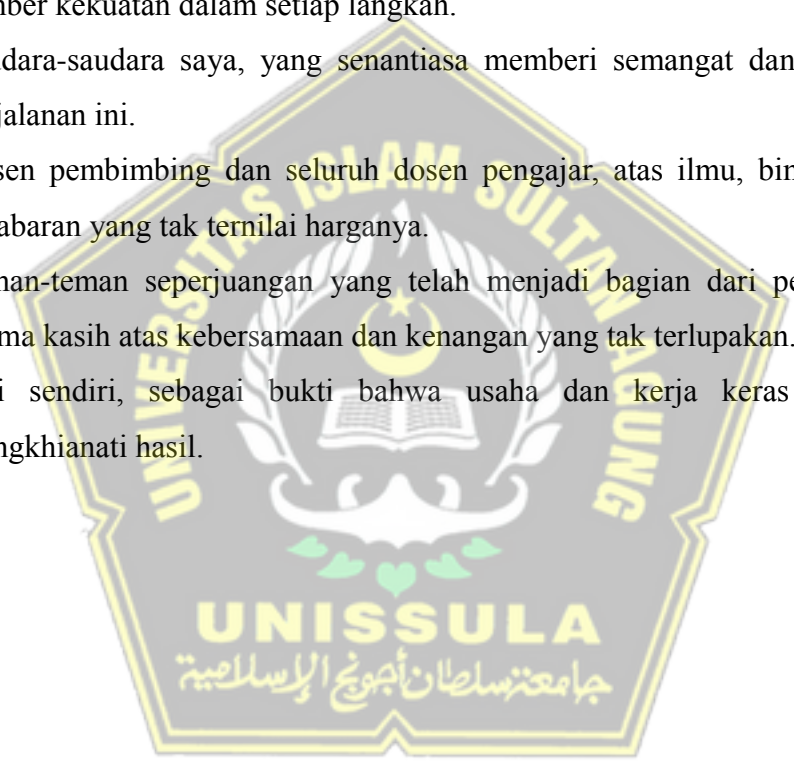 mber kekuatan dalam setiap langkah.
dara-saudara saya, yang senantiasa memberi semangat dan
jalanan ini.
sen pembimbing dan seluruh dosen pengajar, atas ilmu, bin
abaran yang tak ternilai harganya.
man-teman seperjuangan yang telah menjadi bagian dari pe
ma kasih atas kebersamaan dan kenangan yang tak terlupakan.
i sendiri, sebagai bukti bahwa usaha dan kerja keras
ngkhianati hasil.
UNIVERSITAS ISLAM SULTAN AGUNG
UNISSULA
جامعة سلطان أجونج الإسلامية